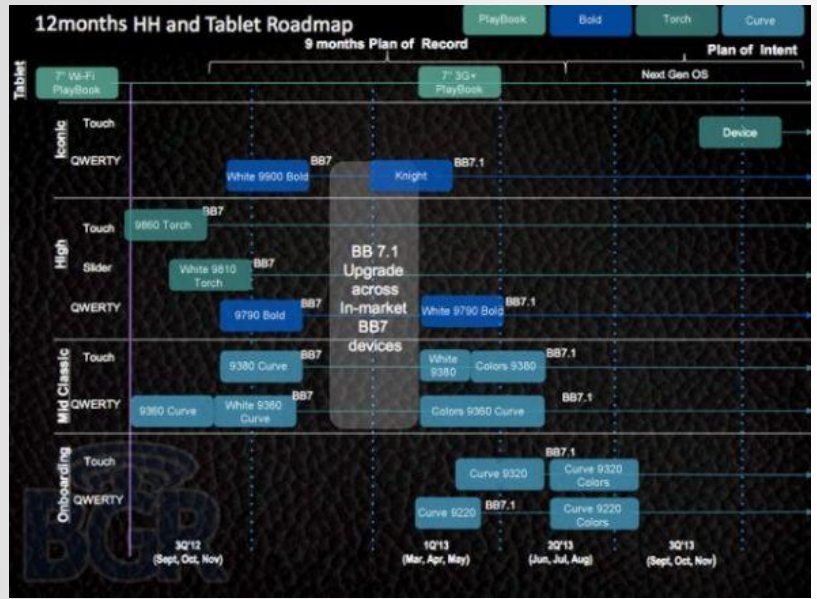 12months HH and Tablet Roadmap
PlayBook
Bold
Torch
Curve
9 months Plan of Record
Plan of Intent
Tablet
7" Wi-Fi
PlayBook
7" 3G+
PlayBook
Next Gen OS
Iconic
Touch
Device
QWERTY
White 9900 Bold
BB7
Knight
BB7.1
High
Touch
9860 Torch
BB7
Slider
White 9810
Torch
BB7
QWERTY
9790 Bold
BB7
White 9790 Bold
BB7.1
BB 7.1
Upgrade
across
In-market
BB7
devices
Mid Classic
Touch
9380 Curve
BB7
White
9380
Colors 9380
BB7.1
QWERTY
9360 Curve
White 9360
Curve
BB7
Colors 9360 Curve
BB7.1
Onboarding
Touch
Curve 9320
BB7.1
Curve 9320
Colors
QWERTY
Curve 9220
BB7.1
Curve 9220
Colors
BGR
3Q'12
(Sept, Oct, Nov)
1Q'13
(Mar, Apr, May)
2Q'13
(Jun, Jul, Aug)
3Q'13
(Sept, Oct, Nov)